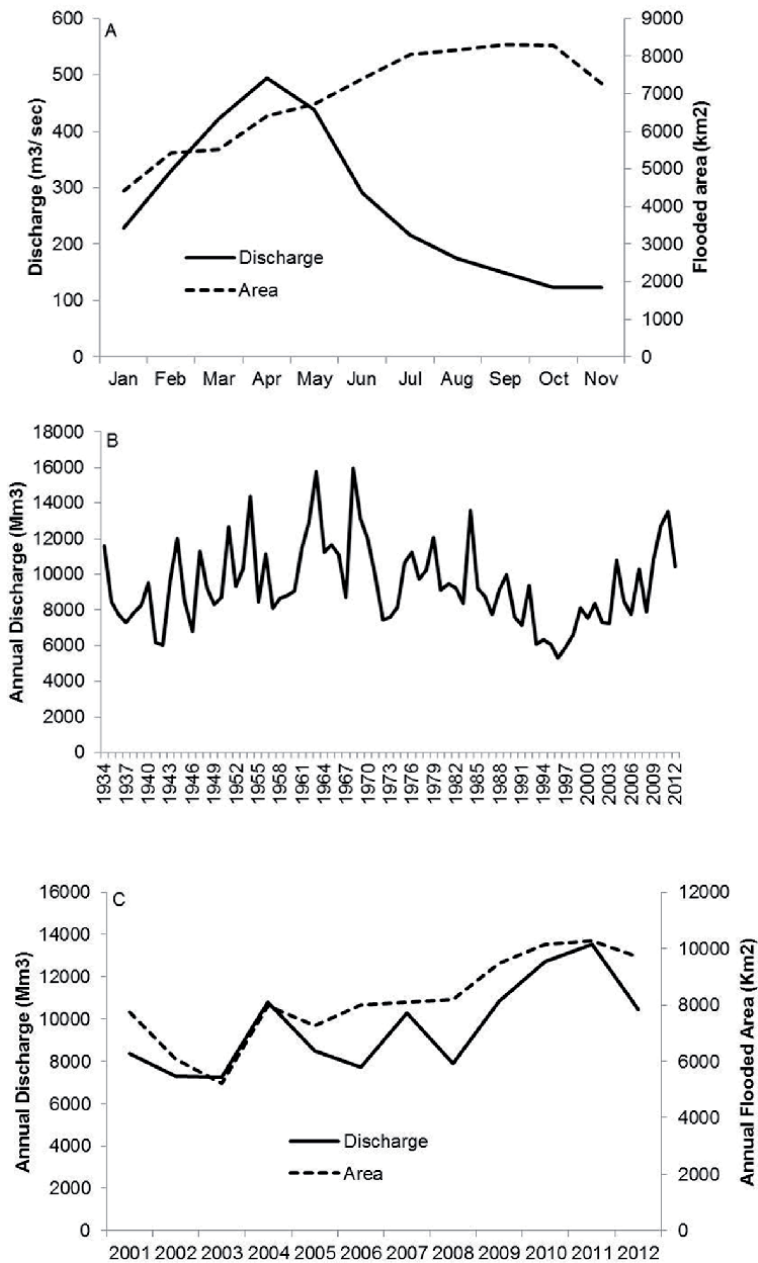 A
Discharge (m3/ sec)
600
500
400
300
200
100
0
Flooded area (km2)
9000
8000
7000
6000
5000
4000
3000
2000
1000
0
Discharge
Area
Jan Feb Mar Apr May Jun Jul Aug Sep Oct Nov
B
Annual Discharge (Mm3)
18000
16000
14000
12000
10000
8000
6000
4000
2000
0
1934 1937 1940 1943 1946 1949 1952 1955 1958 1961 1964 1967 1970 1973 1976 1979 1982 1985 1988 1991 1994 1997 2000 2003 2006 2009 2012
C
Annual Discharge (Mm3)
16000
14000
12000
10000
8000
6000
4000
2000
0
Annual Flooded Area (Km2)
12000
10000
8000
6000
4000
2000
0
Discharge
Area
2001 2002 2003 2004 2005 2006 2007 2008 2009 2010 2011 2012